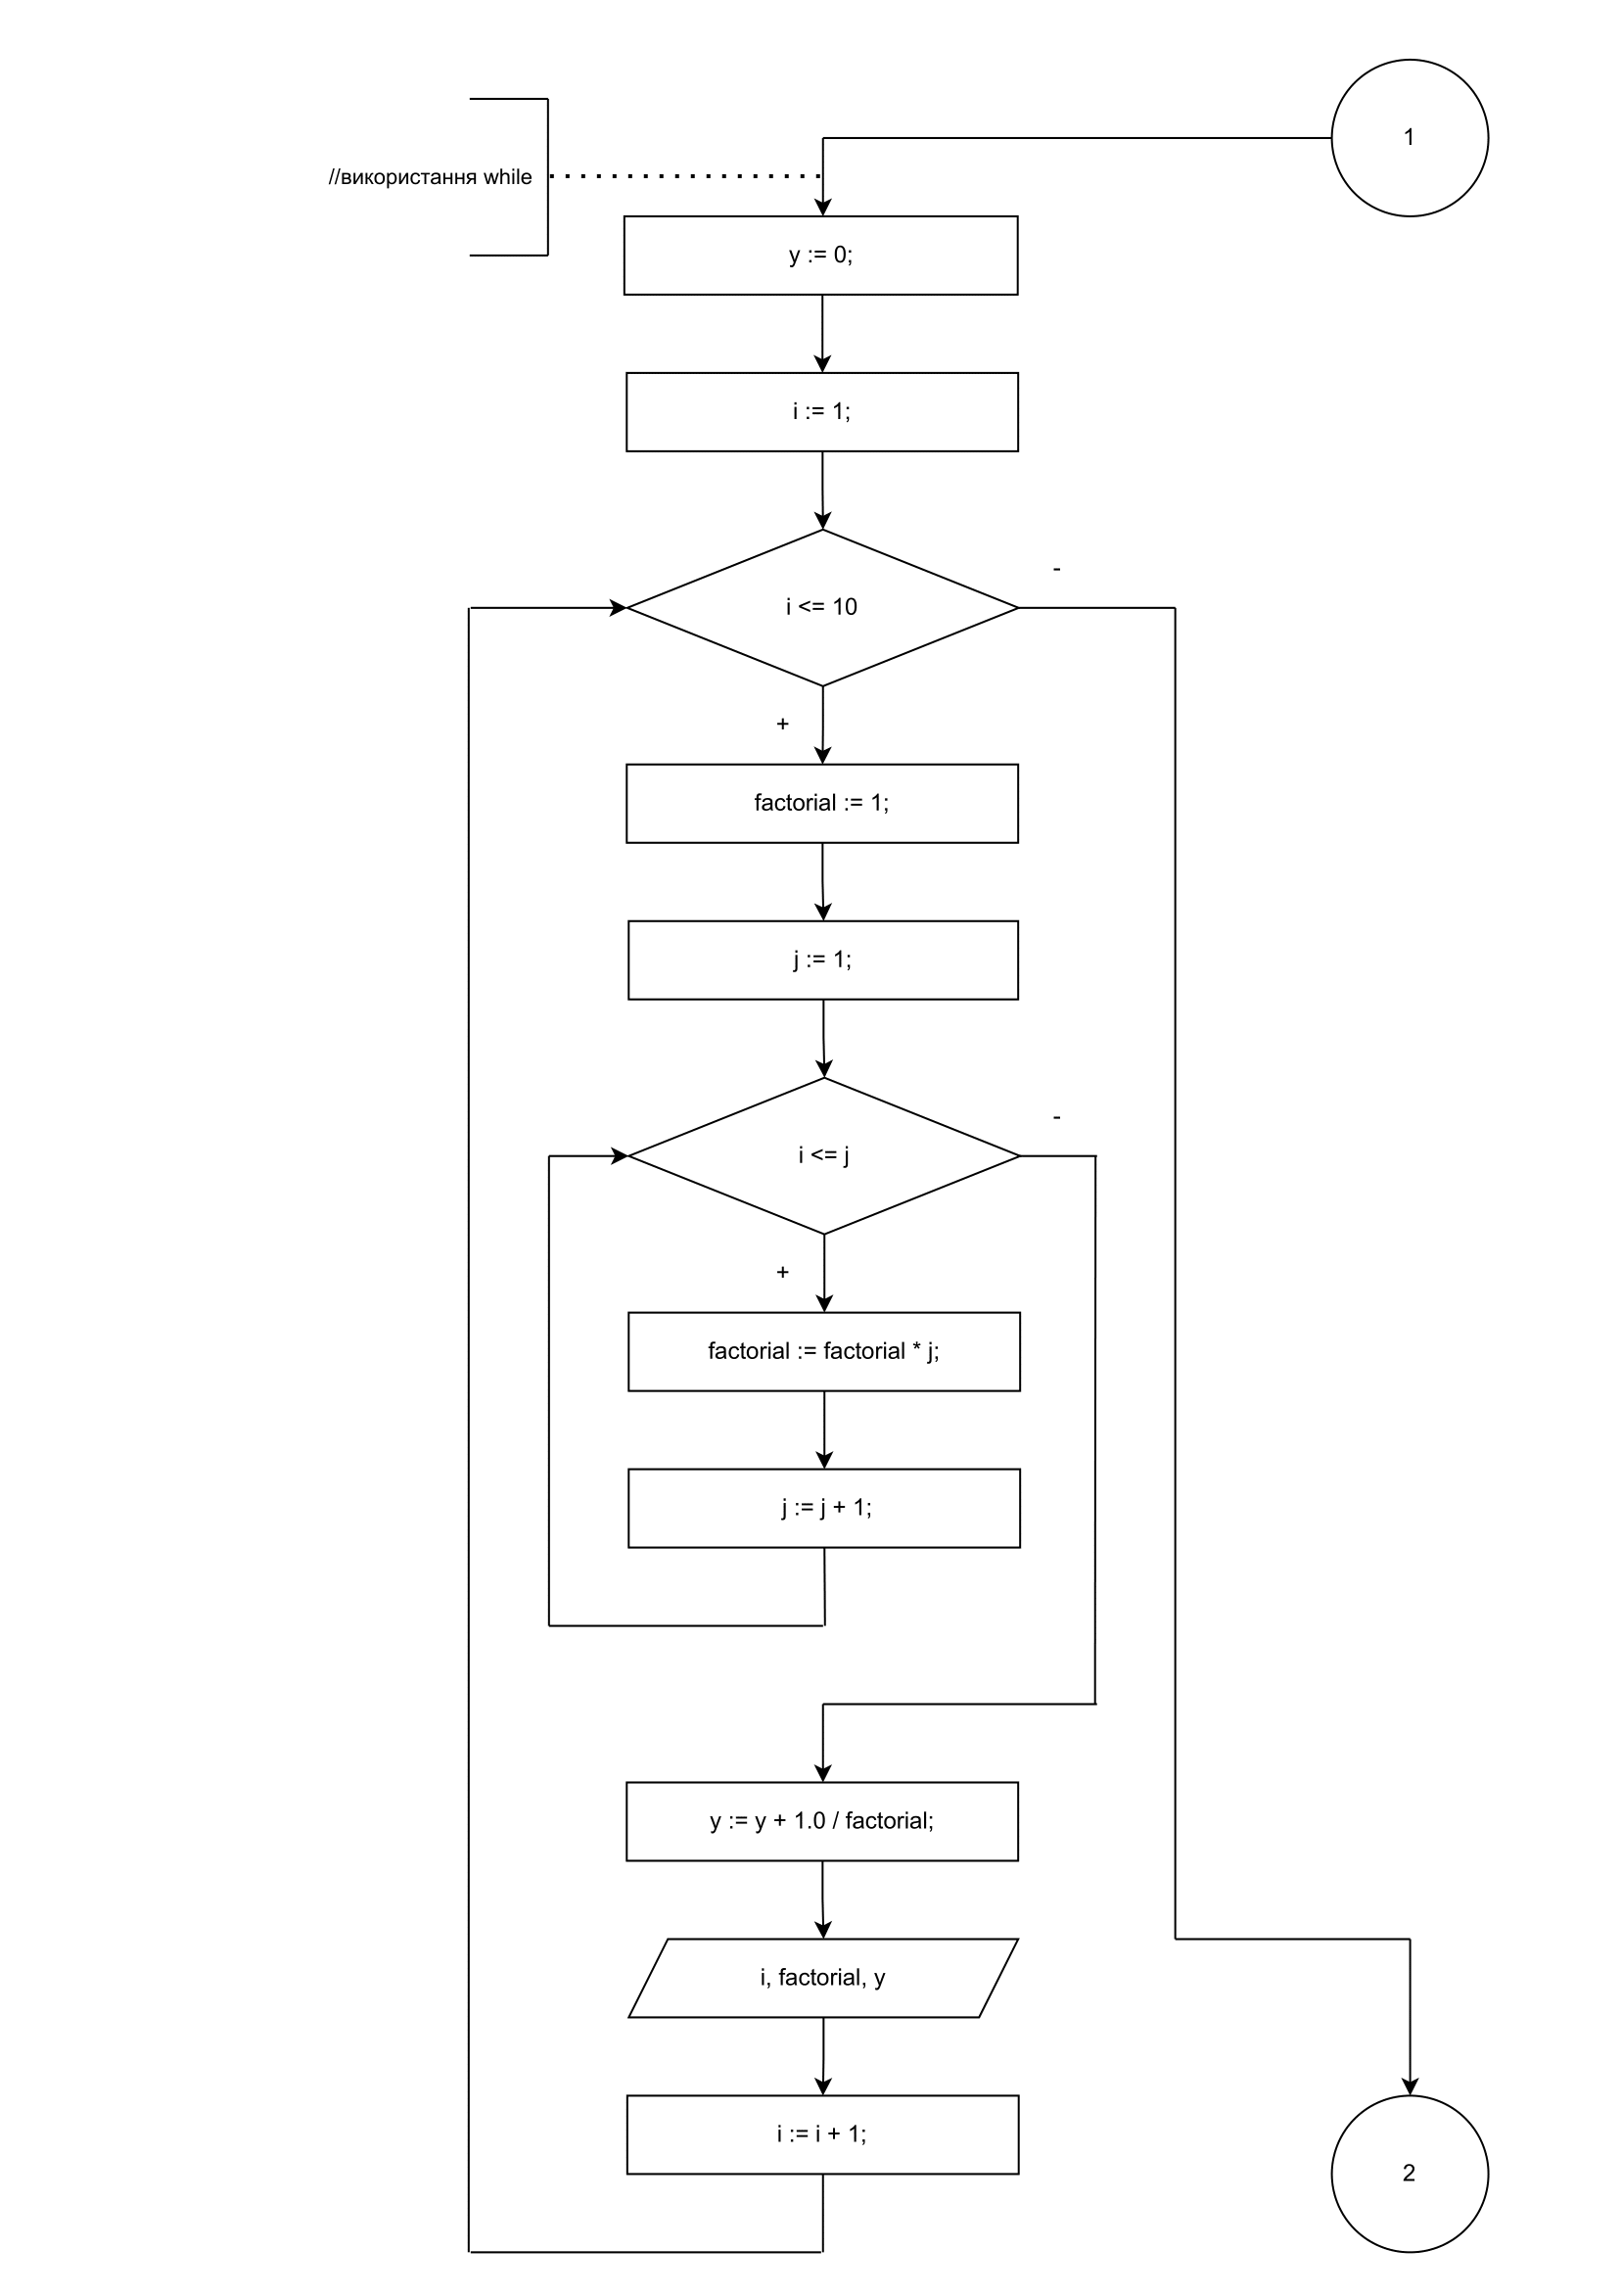 1
//використання while
y := 0;
i := 1;
-
i <= 10
+
factorial := 1;
j := 1;
-
i <= j
+
factorial := factorial * j;
j := j + 1;
y := y + 1.0 / factorial;
i, factorial, y
i := i + 1;
2